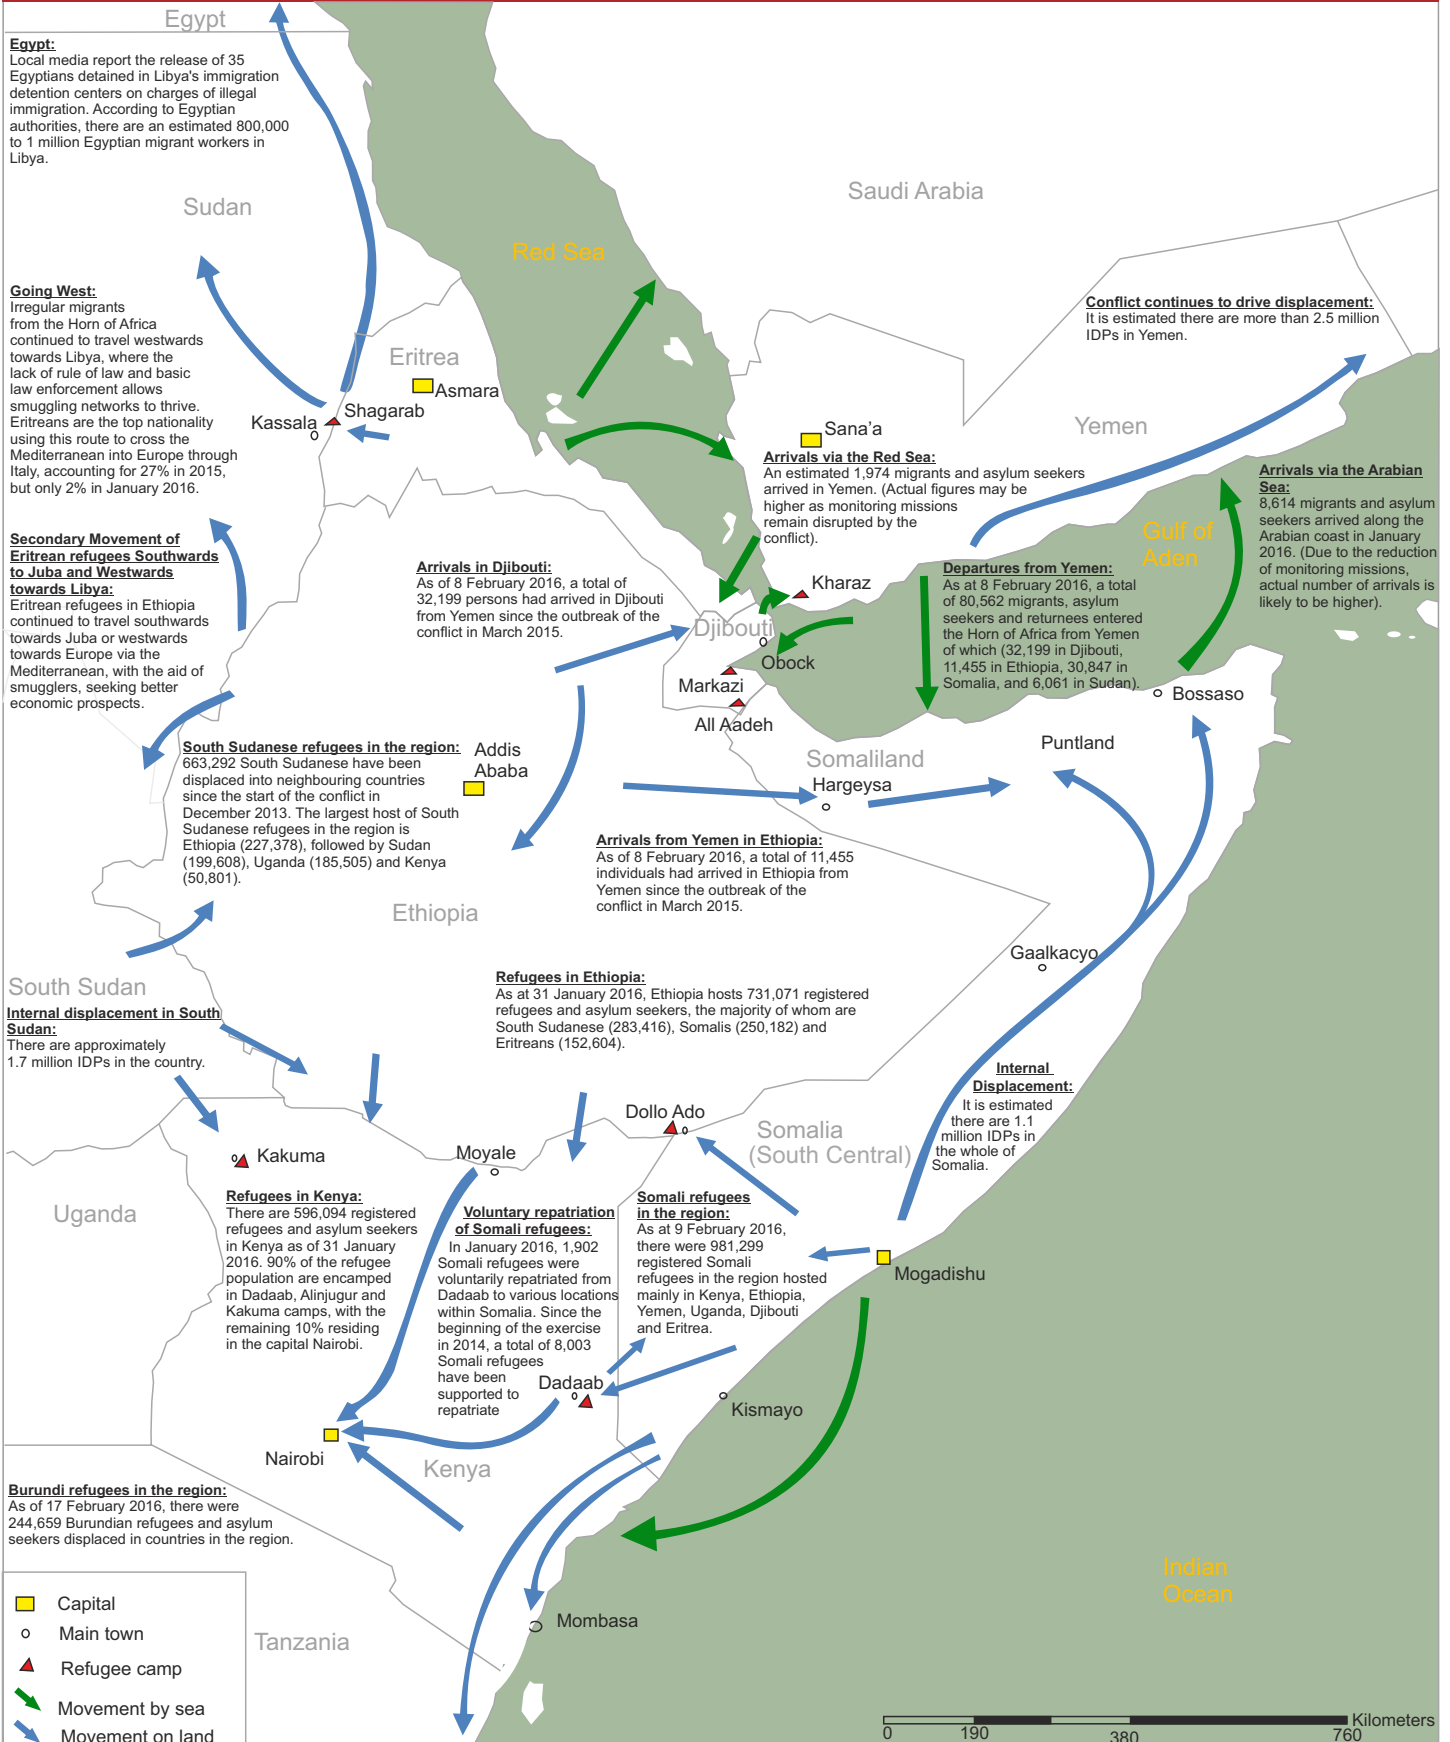 Egypt
Egypt:
Local media report the release of 35
Egyptians detained in Libya's immigration
detention centers on charges of illegal
immigration. According to Egyptian
authorities, there are an estimated 800,000
to 1 million Egyptian migrant workers in
Libya.
Sudan
Saudi Arabia
Red Sea
Going West:
Irregular migrants
from the Horn of Africa
continued to travel westwards
towards Libya, where the
lack of rule of law and basic
law enforcement allows
smuggling networks to thrive.
Eritreans are the top nationality
using this route to cross the
Mediterranean into Europe through
Italy, accounting for 27% in 2015,
but only 2% in January 2016.
Conflict continues to drive displacement:
It is estimated there are more than 2.5 million
IDPs in Yemen.
Eritrea
Asmara
Shagarab
Kassala
Sana'a
Yemen
Arrivals via the Red Sea:
An estimated 1,974 migrants and asylum seekers
arrived in Yemen. (Actual figures may be
higher as monitoring missions
remain disrupted by the
conflict).
Arrivals via the Arabian
Sea:
8,614 migrants and asylum
seekers arrived along the
Arabian coast in January
2016. (Due to the reduction
of monitoring missions,
actual number of arrivals is
likely to be higher).
Gulf of
Aden
Secondary Movement of
Eritrean refugees Southwards
to Juba and Westwards
towards Libya:
Eritrean refugees in Ethiopia
continued to travel southwards
towards Juba or westwards
towards Europe via the
Mediterranean, with the aid of
smugglers, seeking better
economic prospects.
Arrivals in Djibouti:
As of 8 February 2016, a total of
32,199 persons had arrived in Djibouti
from Yemen since the outbreak of the
conflict in March 2015.
Kharaz
Departures from Yemen:
As at 8 February 2016, a total
of 80,562 migrants, asylum
seekers and returnees entered
the Horn of Africa from Yemen
of which (32,199 in Djibouti,
11,455 in Ethiopia, 30,847 in
Somalia, and 6,061 in Sudan).
Djibouti
Obock
Markazi
All Aadeh
Bossaso
Puntland
Somaliland
Hargeysa
South Sudanese refugees in the region:
663,292 South Sudanese have been
displaced into neighbouring countries
since the start of the conflict in
December 2013. The largest host of South
Sudanese refugees in the region is
Ethiopia (227,378), followed by Sudan
(199,608), Uganda (185,505) and Kenya
(50,801).
Addis
Ababa
Arrivals from Yemen in Ethiopia:
As of 8 February 2016, a total of 11,455
individuals had arrived in Ethiopia from
Yemen since the outbreak of the
conflict in March 2015.
Ethiopia
Gaalkacyo
South Sudan
Internal displacement in South
Sudan:
There are approximately
1.7 million IDPs in the country.
Refugees in Ethiopia:
As at 31 January 2016, Ethiopia hosts 731,071 registered
refugees and asylum seekers, the majority of whom are
South Sudanese (283,416), Somalis (250,182) and
Eritreans (152,604).
Internal
Displacement:
It is estimated
there are 1.1
million IDPs in
the whole of
Somalia.
Dollo Ado
Somalia
(South Central)
Moyale
Kakuma
Uganda
Refugees in Kenya:
There are 596,094 registered
refugees and asylum seekers
in Kenya as of 31 January
2016. 90% of the refugee
population are encamped
in Dadaab, Alinjugur and
Kakuma camps, with the
remaining 10% residing
in the capital Nairobi.
Voluntary repatriation
of Somali refugees:
In January 2016, 1,902
Somali refugees were
voluntarily repatriated from
Dadaab to various locations
within Somalia. Since the
beginning of the exercise
in 2014, a total of 8,003
Somali refugees
have been
supported to
repatriate
Somali refugees
in the region:
As at 9 February 2016,
there were 981,299
registered Somali
refugees in the region hosted
mainly in Kenya, Ethiopia,
Yemen, Uganda, Djibouti
and Eritrea.
Mogadishu
Dadaab
Kismayo
Nairobi
Kenya
Burundi refugees in the region:
As of 17 February 2016, there were
244,659 Burundian refugees and asylum
seekers displaced in countries in the region.
Indian
Ocean
Mombasa
Tanzania
Capital
Main town
Refugee camp
Movement by sea
Movement on land
Kilometers
0 190 380 760